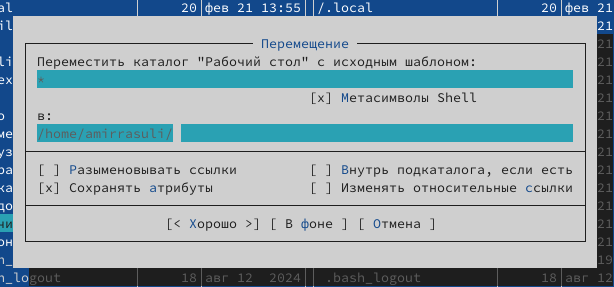 al 20 фев 21 13:55 /.local 20 фев 21
Перемещение
Переместить каталог "Рабочий стол" с исходным шаблоном:
*
[x] Метасимволы Shell
в:
/home/amirrasuli/
[ ] Разыменовывать ссылки [ ] Внутрь подкаталога, если есть
[x] Сохранять атрибуты [ ] Изменять относительные ссылки
[< Хорошо >] [ В фоне ] [ Отмена ]
h_logout 18 авг 12 2024 .bash_logout 18 авг 12